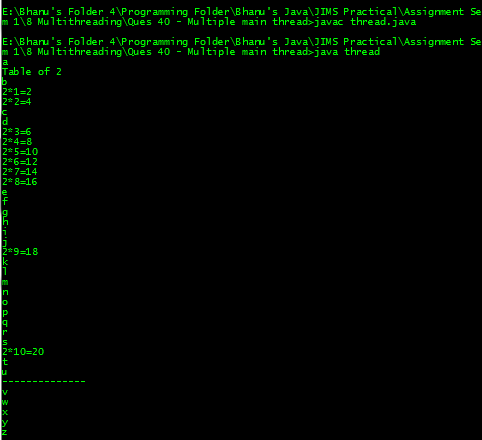 E:\Bhanu's Folder 4\Programming Folder\Bhanu's Java\JIMS Practical\Assignment Se
m 1\8 Multithreading\Ques 40 - Multiple main thread>javac thread.java
E:\Bhanu's Folder 4\Programming Folder\Bhanu's Java\JIMS Practical\Assignment Se
m 1\8 Multithreading\Ques 40 - Multiple main thread>java thread
a
Table of 2
b
2*1=2
2*2=4
c
d
2*3=6
2*4=8
2*5=10
2*6=12
2*7=14
2*8=16
e
f
g
h
i
j
2*9=18
k
l
m
n
o
p
q
r
s
2*10=20
t
u
--------------
v
w
x
y
z